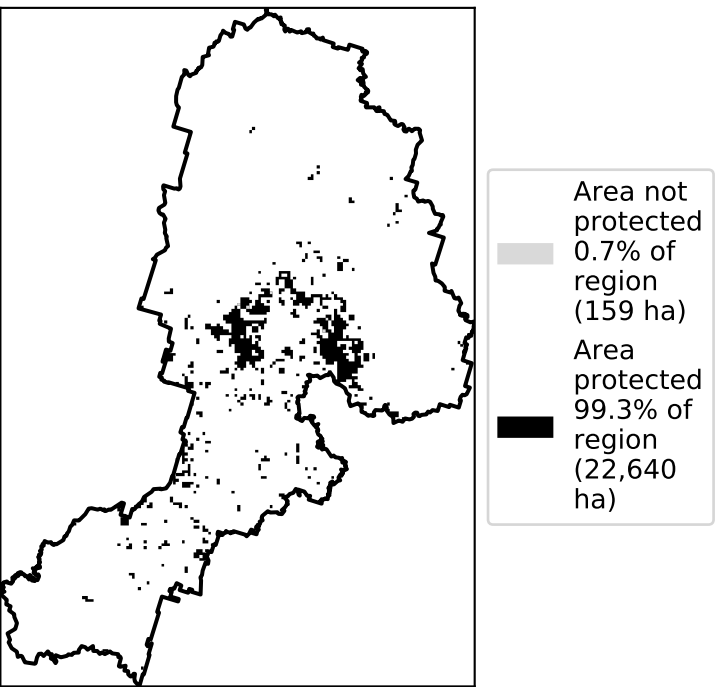 Area not
protected
0.7% of
region
(159 ha)
Area
protected
99.3% of
region
(22,640
ha)